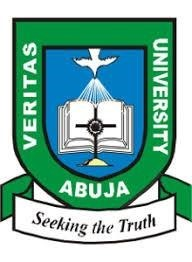 VERITAS
UNIVERSITY
ABUJA
Seeking the Truth